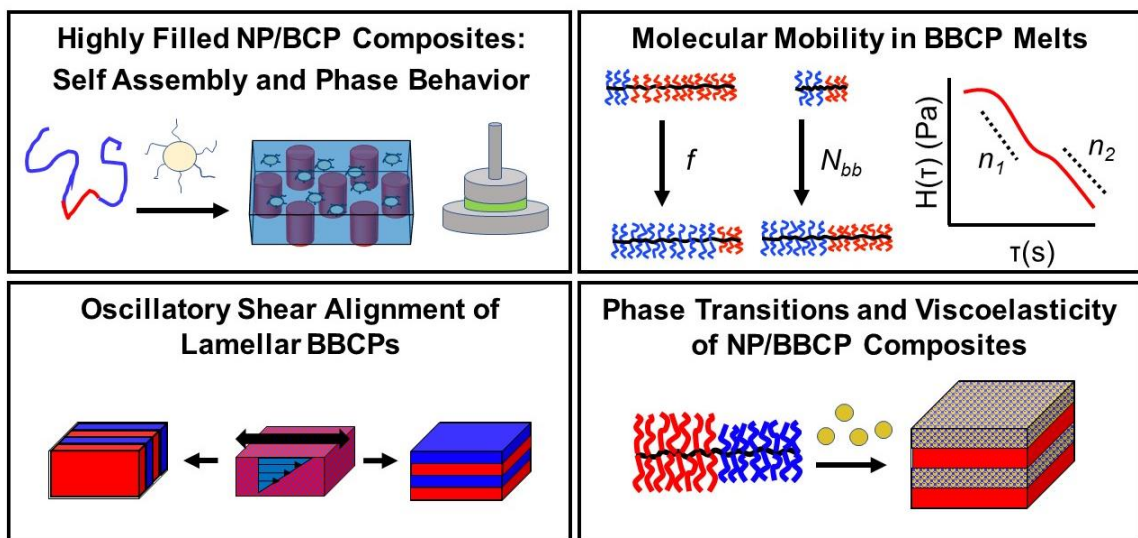 Highly Filled NP/BCP Composites:
Self Assembly and Phase Behavior
Molecular Mobility in BBCP Melts
f
N_bb
H(τ) (Pa)
n_1
n_2
τ(s)
Oscillatory Shear Alignment of
Lamellar BBCPs
Phase Transitions and Viscoelasticity
of NP/BBCP Composites